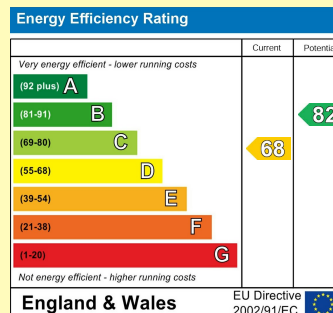 Energy Efficiency Rating
Current
Very energy efficient - lower running costs
(92 plus) A
(81-91) B
82
(69-80) C
68
(55-68) D
(39-54) E
(21-38) F
(1-20) G
Not energy efficient - higher running costs
England & Wales
EU Directive
2002/91/EC